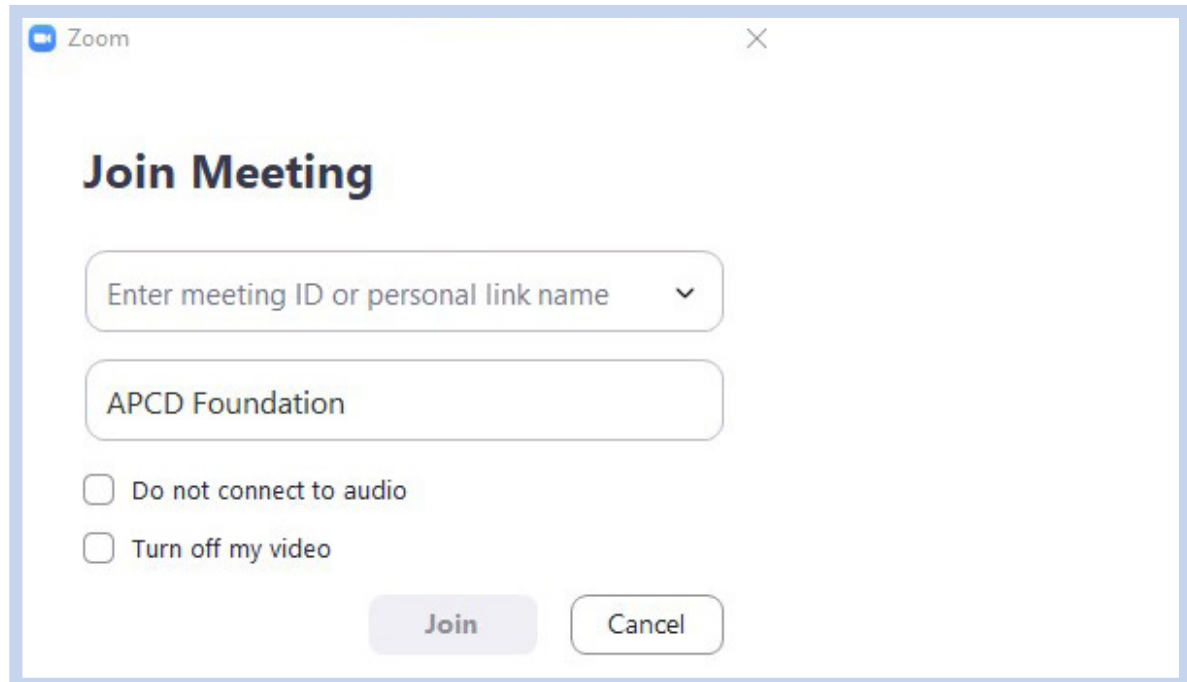 Zoom
Join Meeting
Enter meeting ID or personal link name
APCD Foundation
Do not connect to audio
Turn off my video
Join Cancel